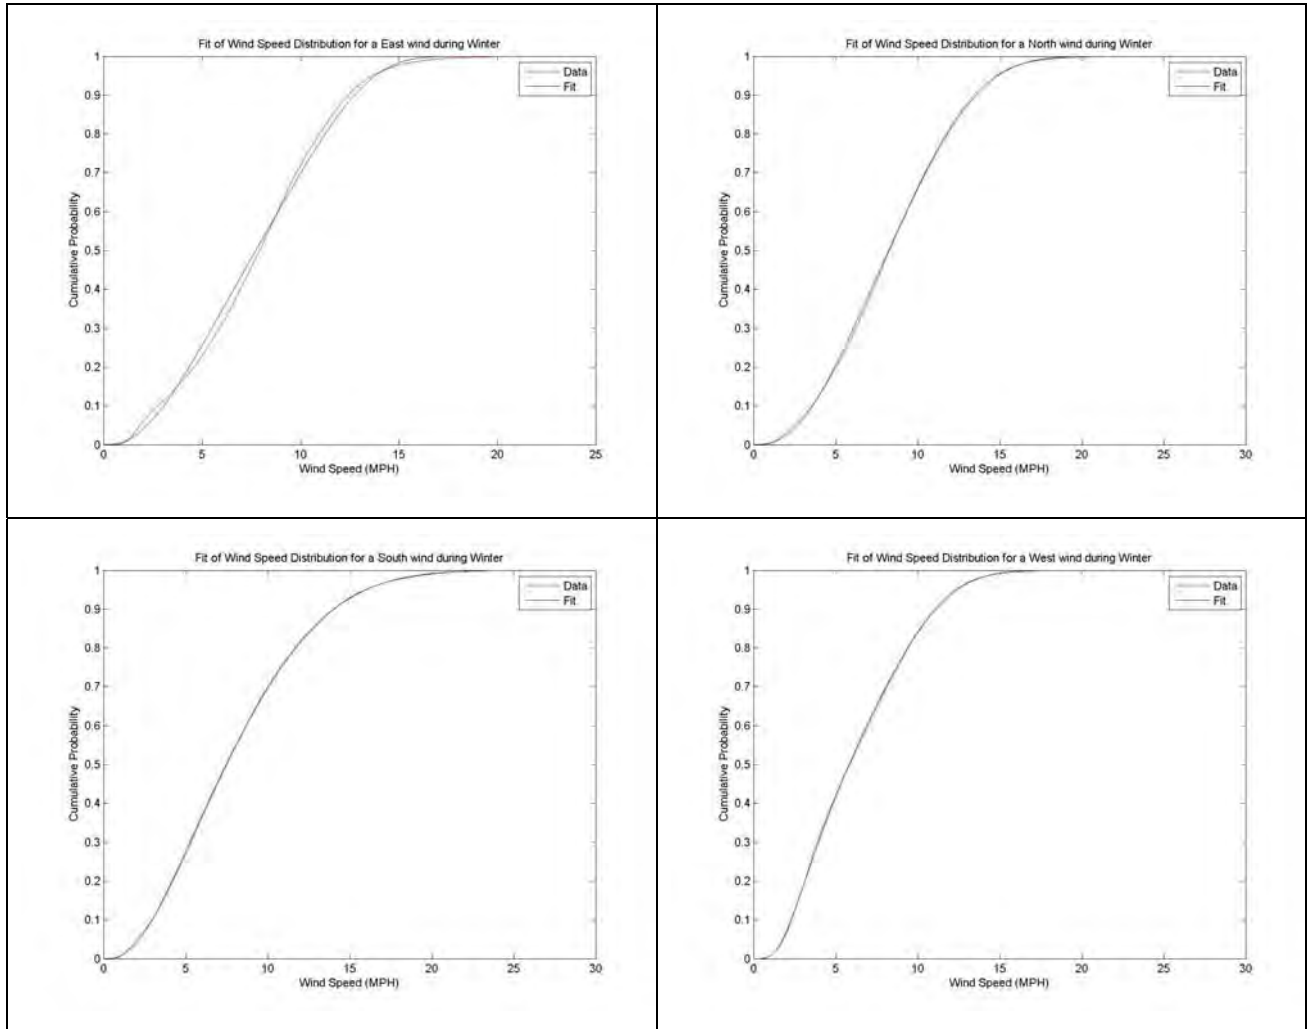 Fit of Wind Speed Distribution for a East wind during Winter
1
0.9
0.8
0.7
0.6
0.5
0.4
0.3
0.2
0.1
0
Cumulative Probability
Data
Fit
0 5 10 15 20 25
Wind Speed (MPH)
Fit of Wind Speed Distribution for a North wind during Winter
1
0.9
0.8
0.7
0.6
0.5
0.4
0.3
0.2
0.1
0
Cumulative Probability
Data
Fit
0 5 10 15 20 25 30
Wind Speed (MPH)
Fit of Wind Speed Distribution for a South wind during Winter
1
0.9
0.8
0.7
0.6
0.5
0.4
0.3
0.2
0.1
0
Cumulative Probability
Data
Fit
0 5 10 15 20 25 30
Wind Speed (MPH)
Fit of Wind Speed Distribution for a West wind during Winter
1
0.9
0.8
0.7
0.6
0.5
0.4
0.3
0.2
0.1
0
Cumulative Probability
Data
Fit
0 5 10 15 20 25 30
Wind Speed (MPH)